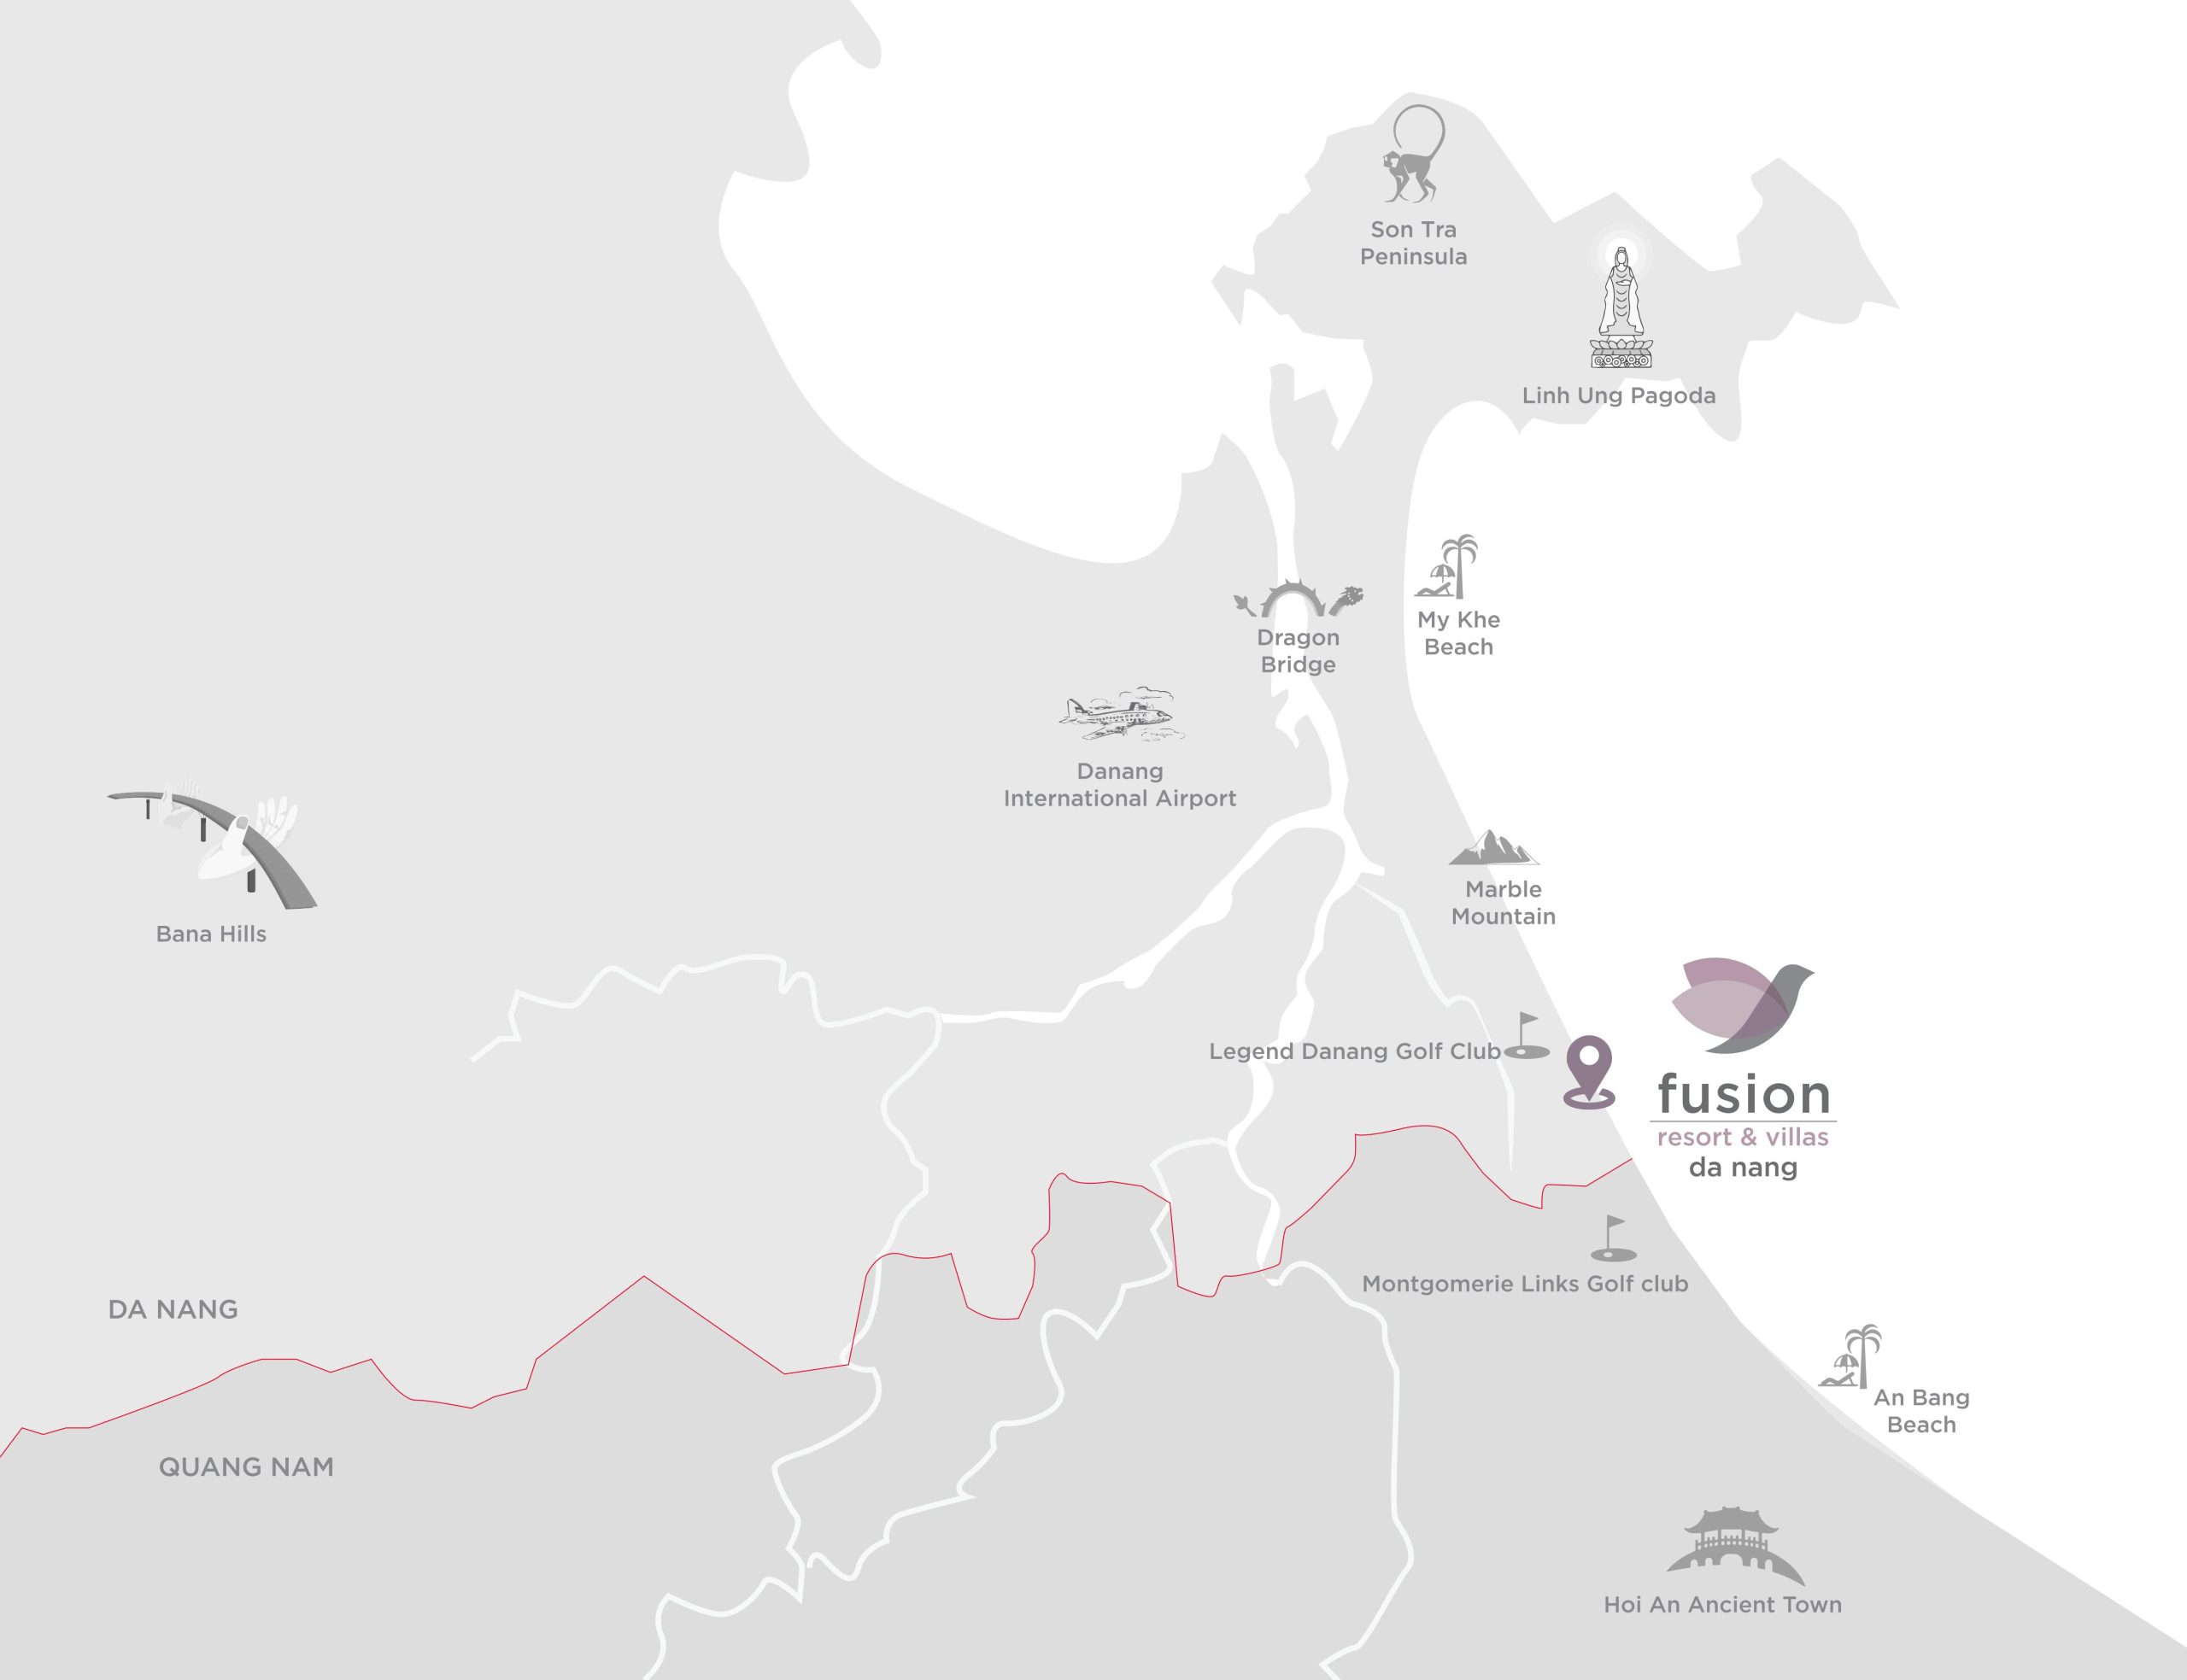 Son Tra
Peninsula
Linh Ung Pagoda
My Khe
Beach
Dragon
Bridge
Danang
International Airport
Marble
Mountain
Bana Hills
Legend Danang Golf Club
fusion
resort & villas
da nang
Montgomerie Links Golf club
DA NANG
An Bang
Beach
QUANG NAM
Hoi An Ancient Town